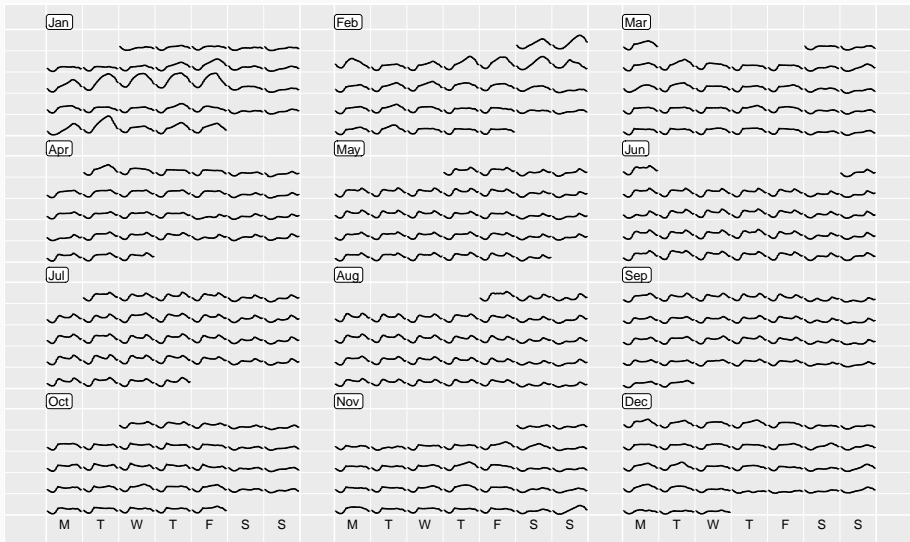 Jan Feb Mar
Apr May Jun
Jul Aug Sep
Oct Nov Dec
M T W T F S S M T W T F S S M T W T F S S